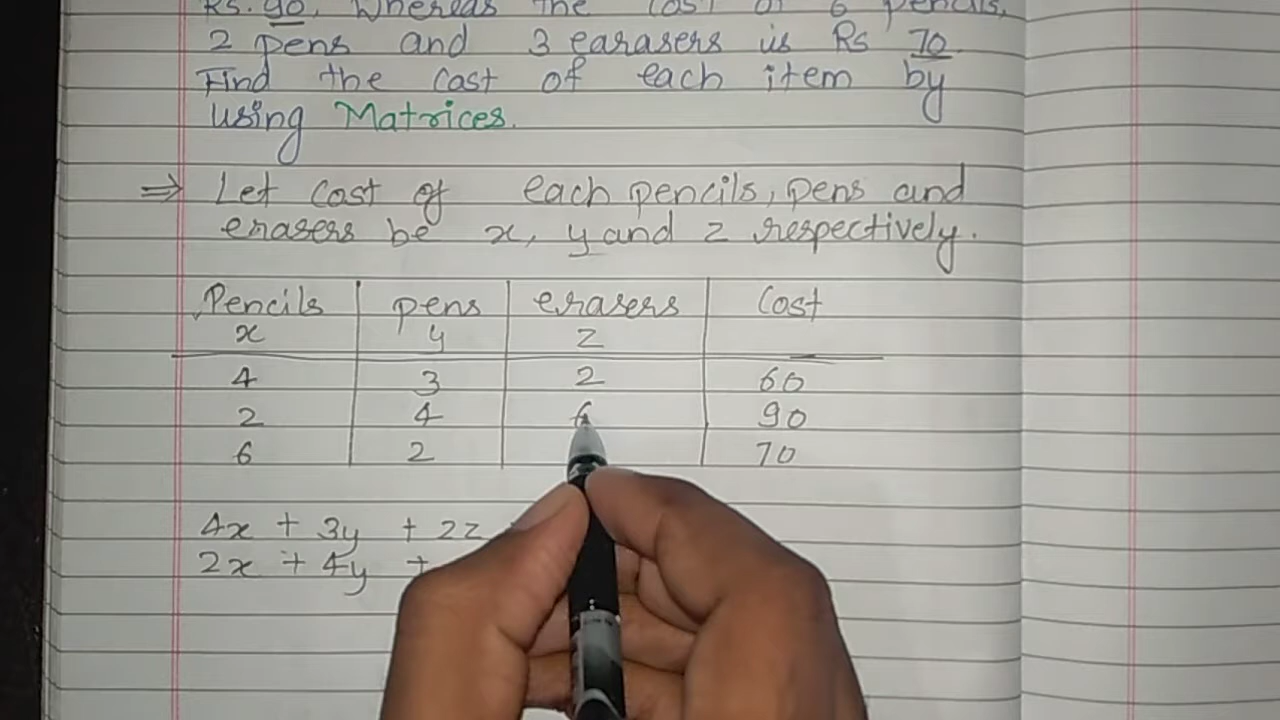 Rs. 90. Whereas the cost of 6 pencils,
2 pens and 3 earasers is Rs 70.
Find the cost of each item by
using Matrices.
⇒ Let cost of each pencils, pens and
erasers be x, y and z respectively.
Pencils pens erasers Cost
x y z
4 3 2 60
2 4 6 90
6 2 70
4x + 3y + 2z
2x + 4y +